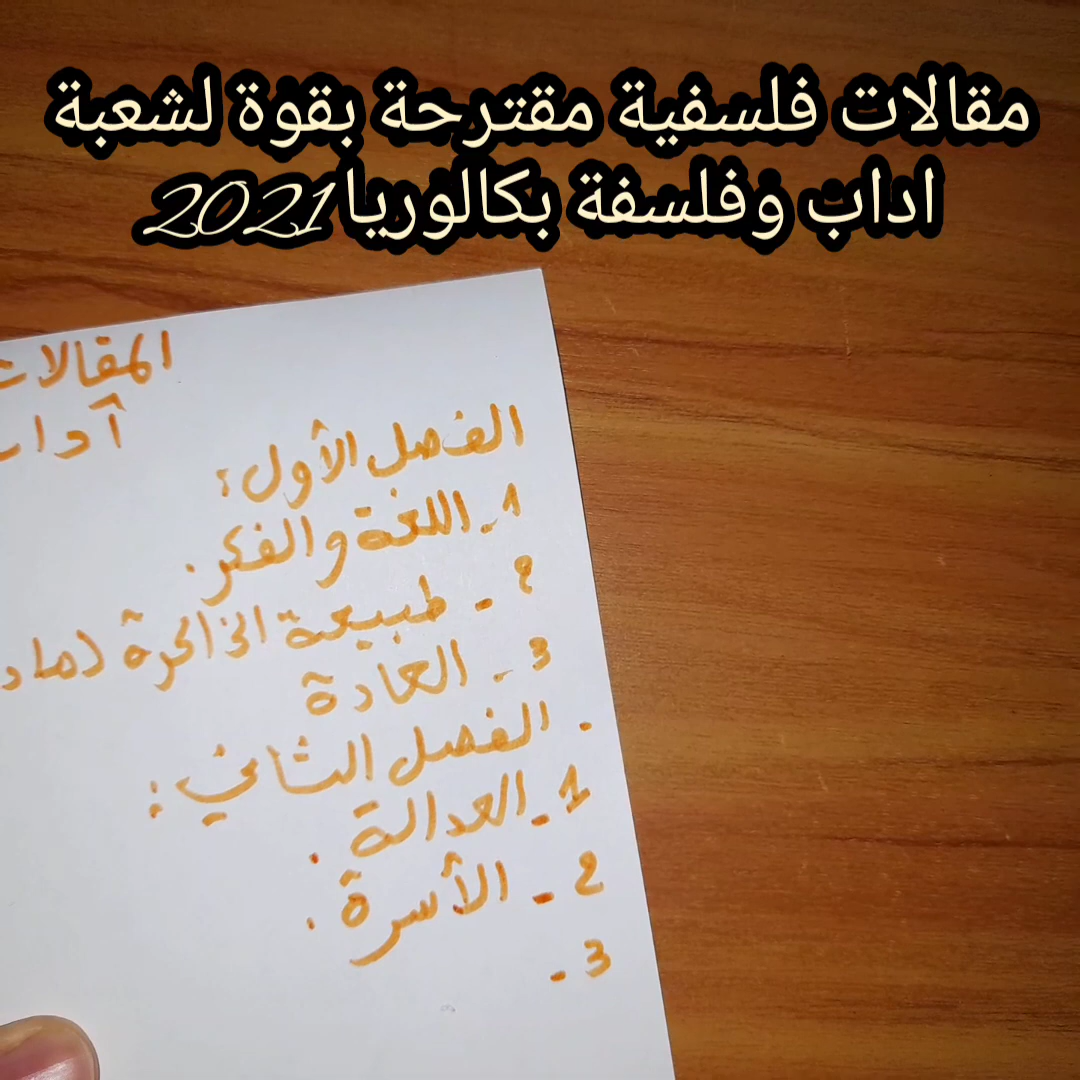 مقالات فلسفية مقترحة بقوة لشعبة
اداب وفلسفة بكالوريا 2021
المقالات
آداب
الفصل الأول:
1- اللغة والفكر.
2- طبيعة الذاكرة (ماد
3- العادة
. الفصل الثاني:
1- العدالة.
2- الأسرة.
3-